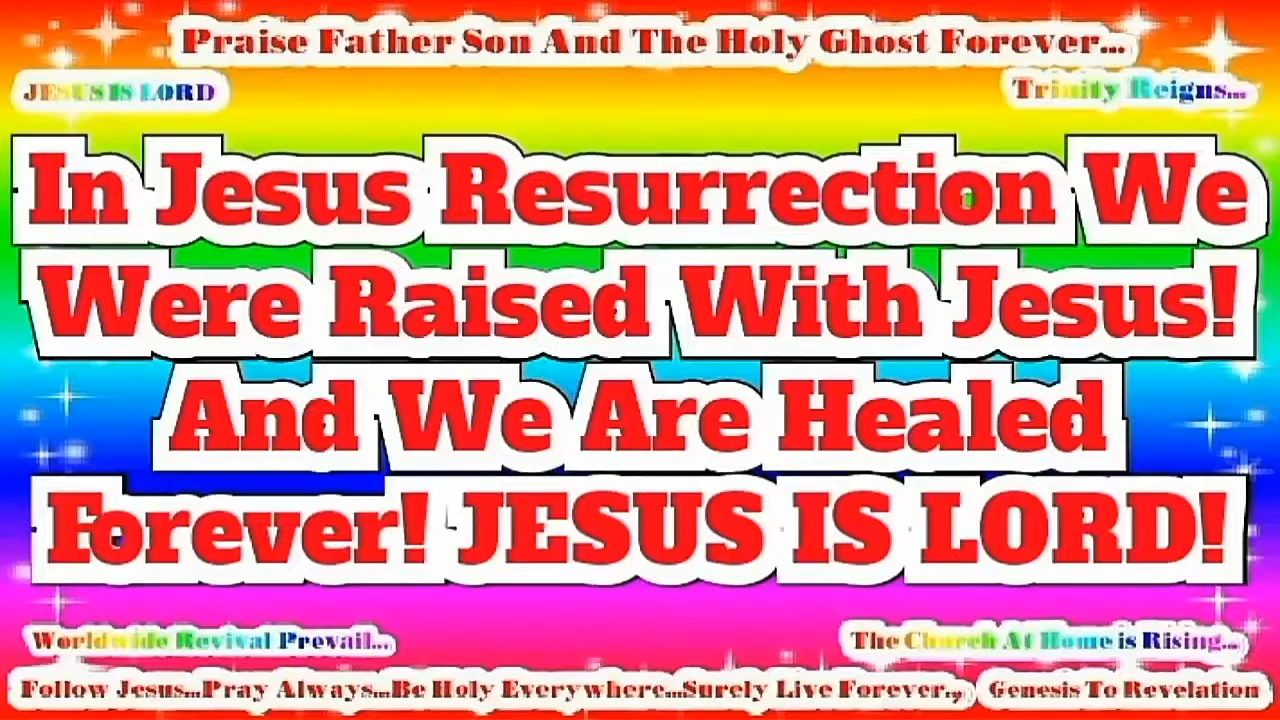 Praise Father Son And The Holy Ghost Forever...
JESUS IS LORD
Trinity Reigns...
In Jesus Resurrection We
Were Raised With Jesus!
And We Are Healed
Forever! JESUS IS LORD!
Worldwide Revival Prevail...
The Church At Home is Rising...
Follow Jesus...Pray Always...Be Holy Everywhere...Surely Live Forever..,
Genesis To Revelation